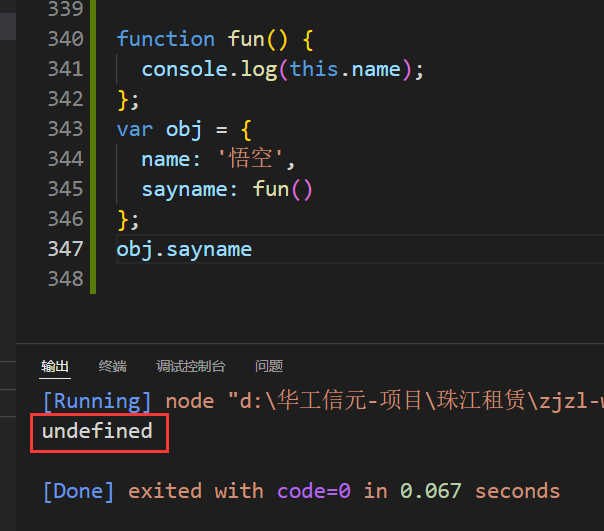 339
340 function fun() {
341 console.log(this.name);
342 };
343 var obj = {
344 name: '悟空',
345 sayname: fun()
346 };
347 obj.sayname
348
输出 终端 调试控制台 问题
[Running] node "d:\华工信元-项目\珠江租赁\zjzl-w
undefined
[Done] exited with code=0 in 0.067 seconds